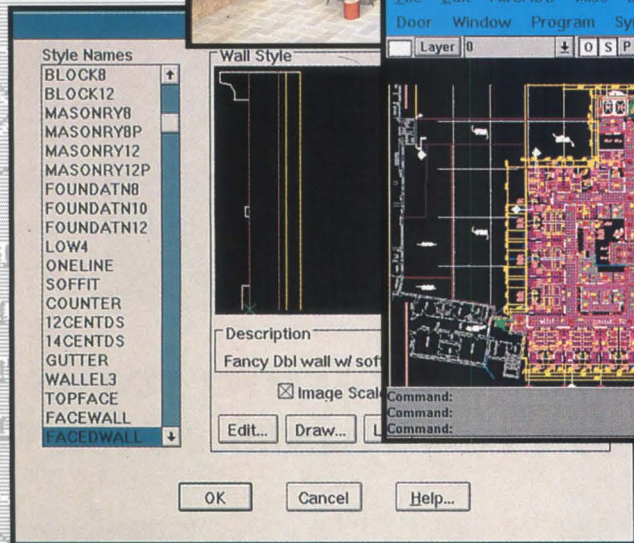 Style Names
BLOCK8
BLOCK12
MASONRY8
MASONRY8P
MASONRY12
MASONRY12P
FOUNDATN8
FOUNDATN10
FOUNDATN12
LOW4
ONELINE
SOFFIT
COUNTER
12CENTDS
14CENTDS
GUTTER
WALLEL3
TOPFACE
FACEWALL
FACEDWALL
Wall Style
Description
Fancy Dbl wall w/ soff
Image Scal
Edit... Draw... L
OK Cancel Help...
Door Window Program Sy
Layer 0 O S P
Command:
Command:
Command: